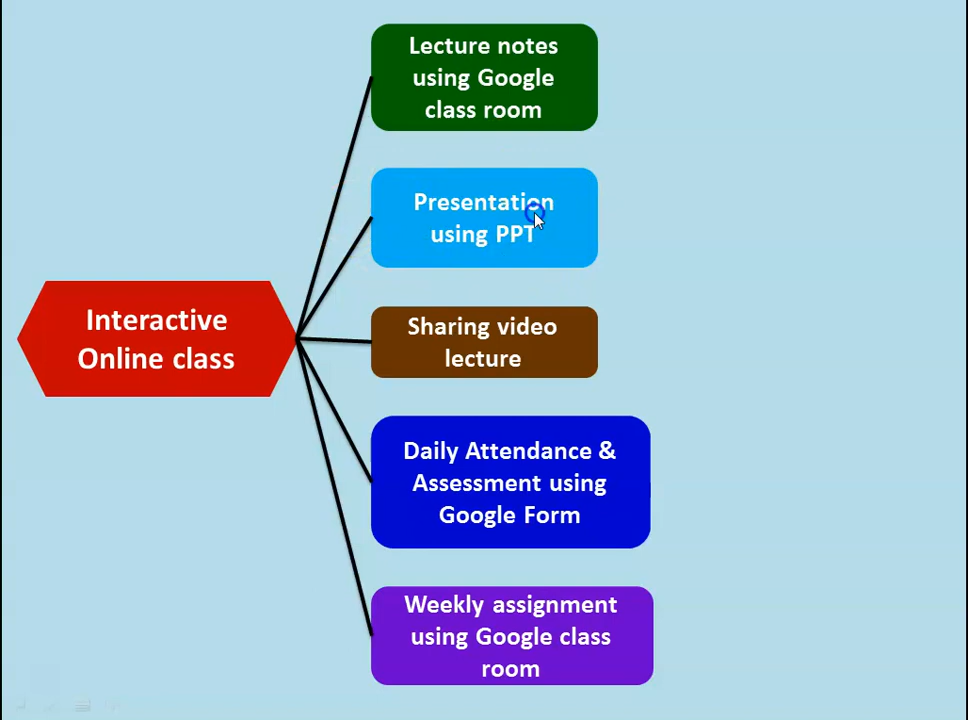 Lecture notes
using Google
class room
Presentation
using PPT
Interactive
Online class
Sharing video
lecture
Daily Attendance &
Assessment using
Google Form
Weekly assignment
using Google class
room